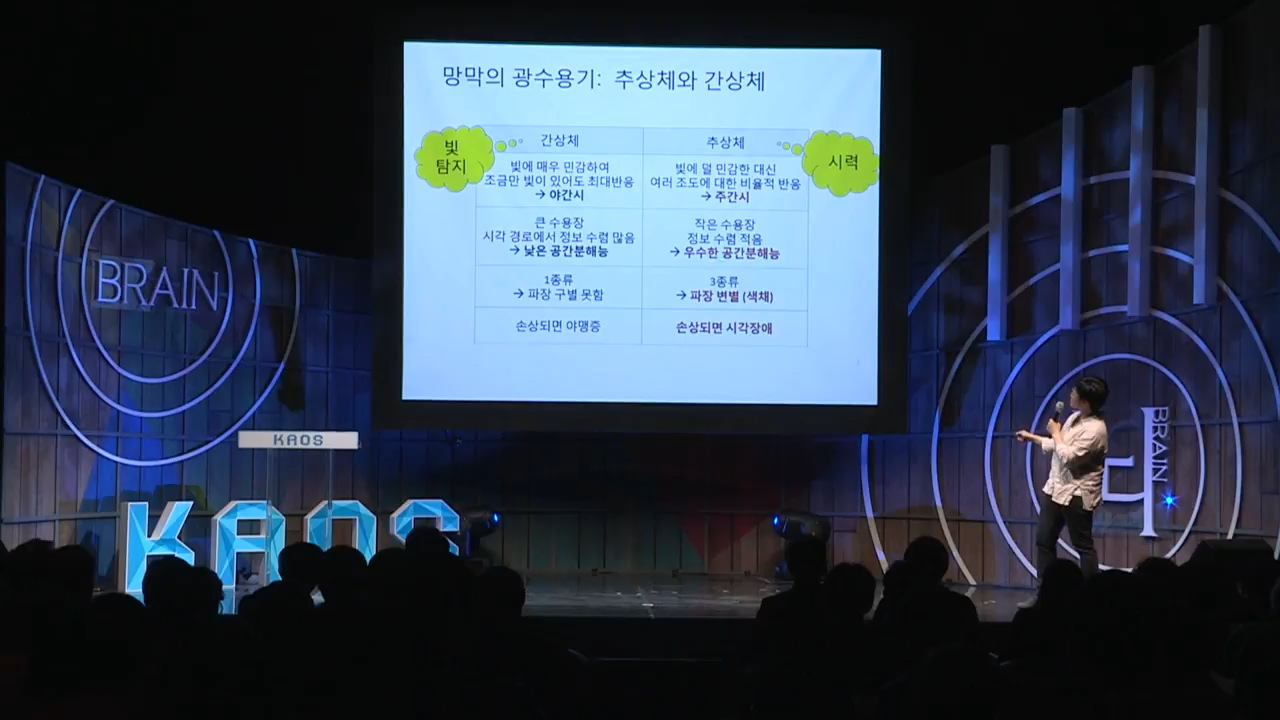 망막의 광수용기: 추상체와 간상체
빛
탐지
간상체
추상체
시력
빛에 매우 민감하여
조금만 빛이 있어도 최대반응
→ 야간시
빛에 덜 민감한 대신
여러 조도에 대한 비율적 반응
→ 주간시
큰 수용장
시각 경로에서 정보 수렴 많음
→ 낮은 공간분해능
작은 수용장
정보 수렴 적음
→ 우수한 공간분해능
1종류
→ 파장 구별 못함
3종류
→ 파장 변별 (색채)
손상되면 야맹증
손상되면 시각장애
BRAIN
KAOS
KAOS
뇌
BRAIN